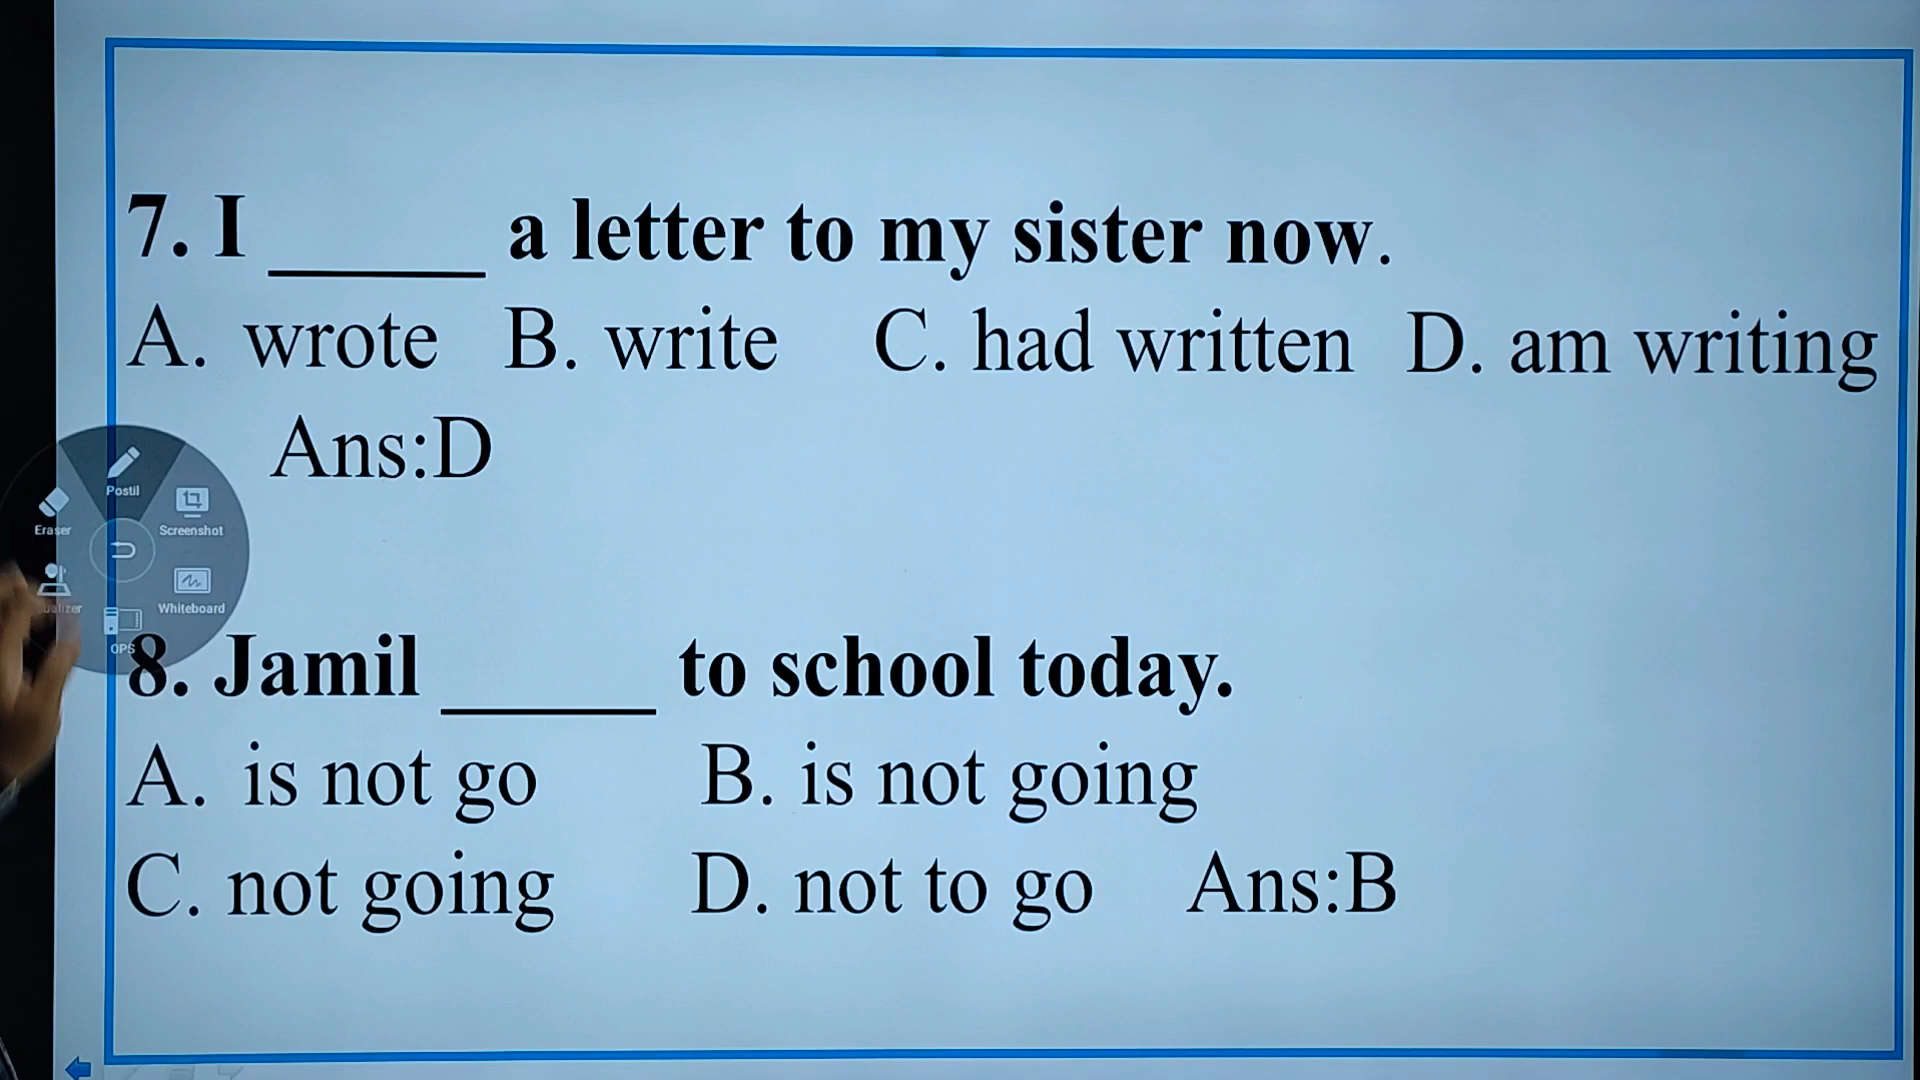 7. I _____ a letter to my sister now.
A. wrote B. write C. had written D. am writing
Ans:D
Postil
Eraser
Screenshot
Whiteboard
OPS
8. Jamil _____ to school today.
A. is not go B. is not going
C. not going D. not to go Ans:B